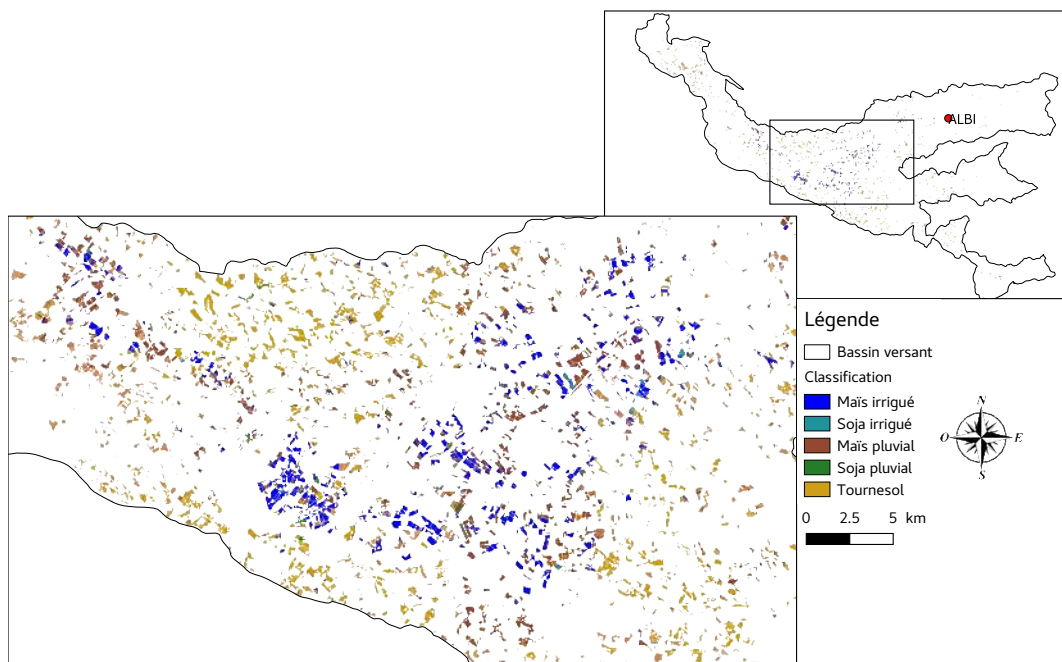 ALBI
Légende
Bassin versant
Classification
Maïs irrigué
Soja irrigué
Maïs pluvial
Soja pluvial
Tournesol
N
O E
S
0 2.5 5 km